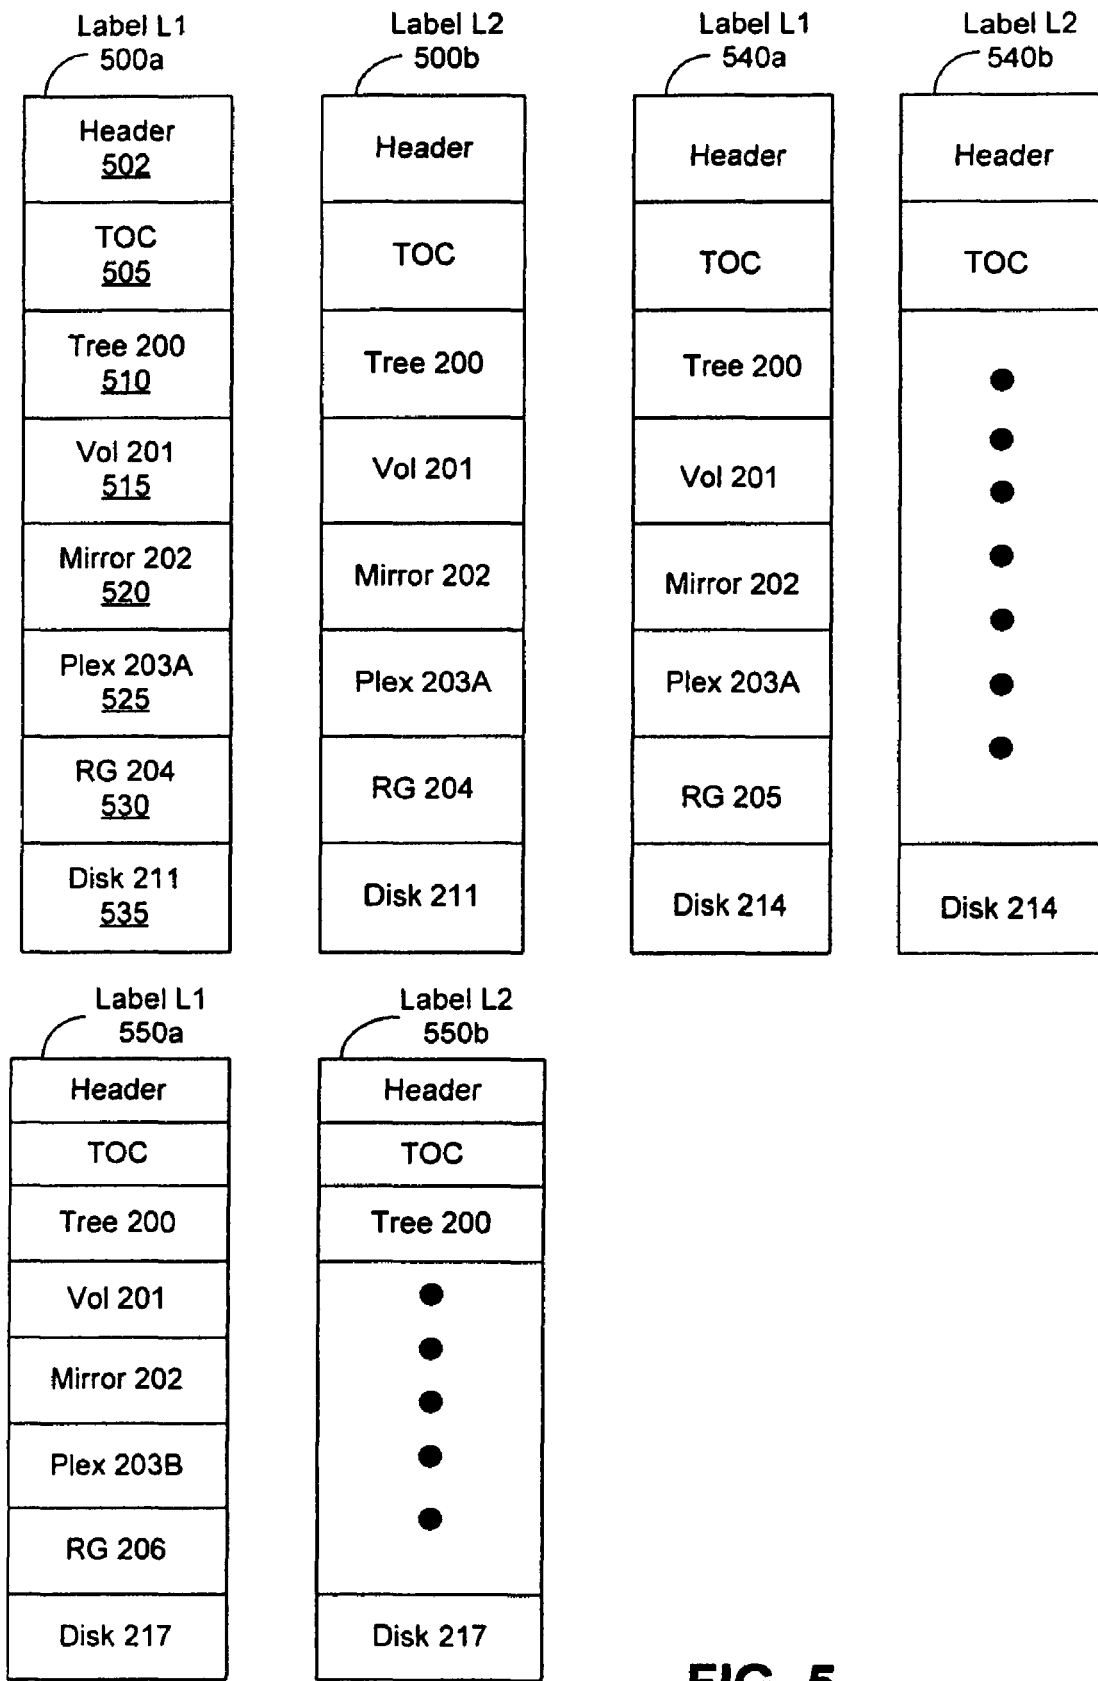 Label L1
500a
Header
502
TOC
505
Tree 200
510
Vol 201
515
Mirror 202
520
Plex 203A
525
RG 204
530
Disk 211
535
Label L2
500b
Header
TOC
Tree 200
Vol 201
Mirror 202
Plex 203A
RG 204
Disk 211
Label L1
540a
Header
TOC
Tree 200
Vol 201
Mirror 202
Plex 203A
RG 205
Disk 214
Label L2
540b
Header
TOC
Disk 214
Label L1
550a
Header
TOC
Tree 200
Vol 201
Mirror 202
Plex 203B
RG 206
Disk 217
Label L2
550b
Header
TOC
Tree 200
Disk 217
FIG. 5